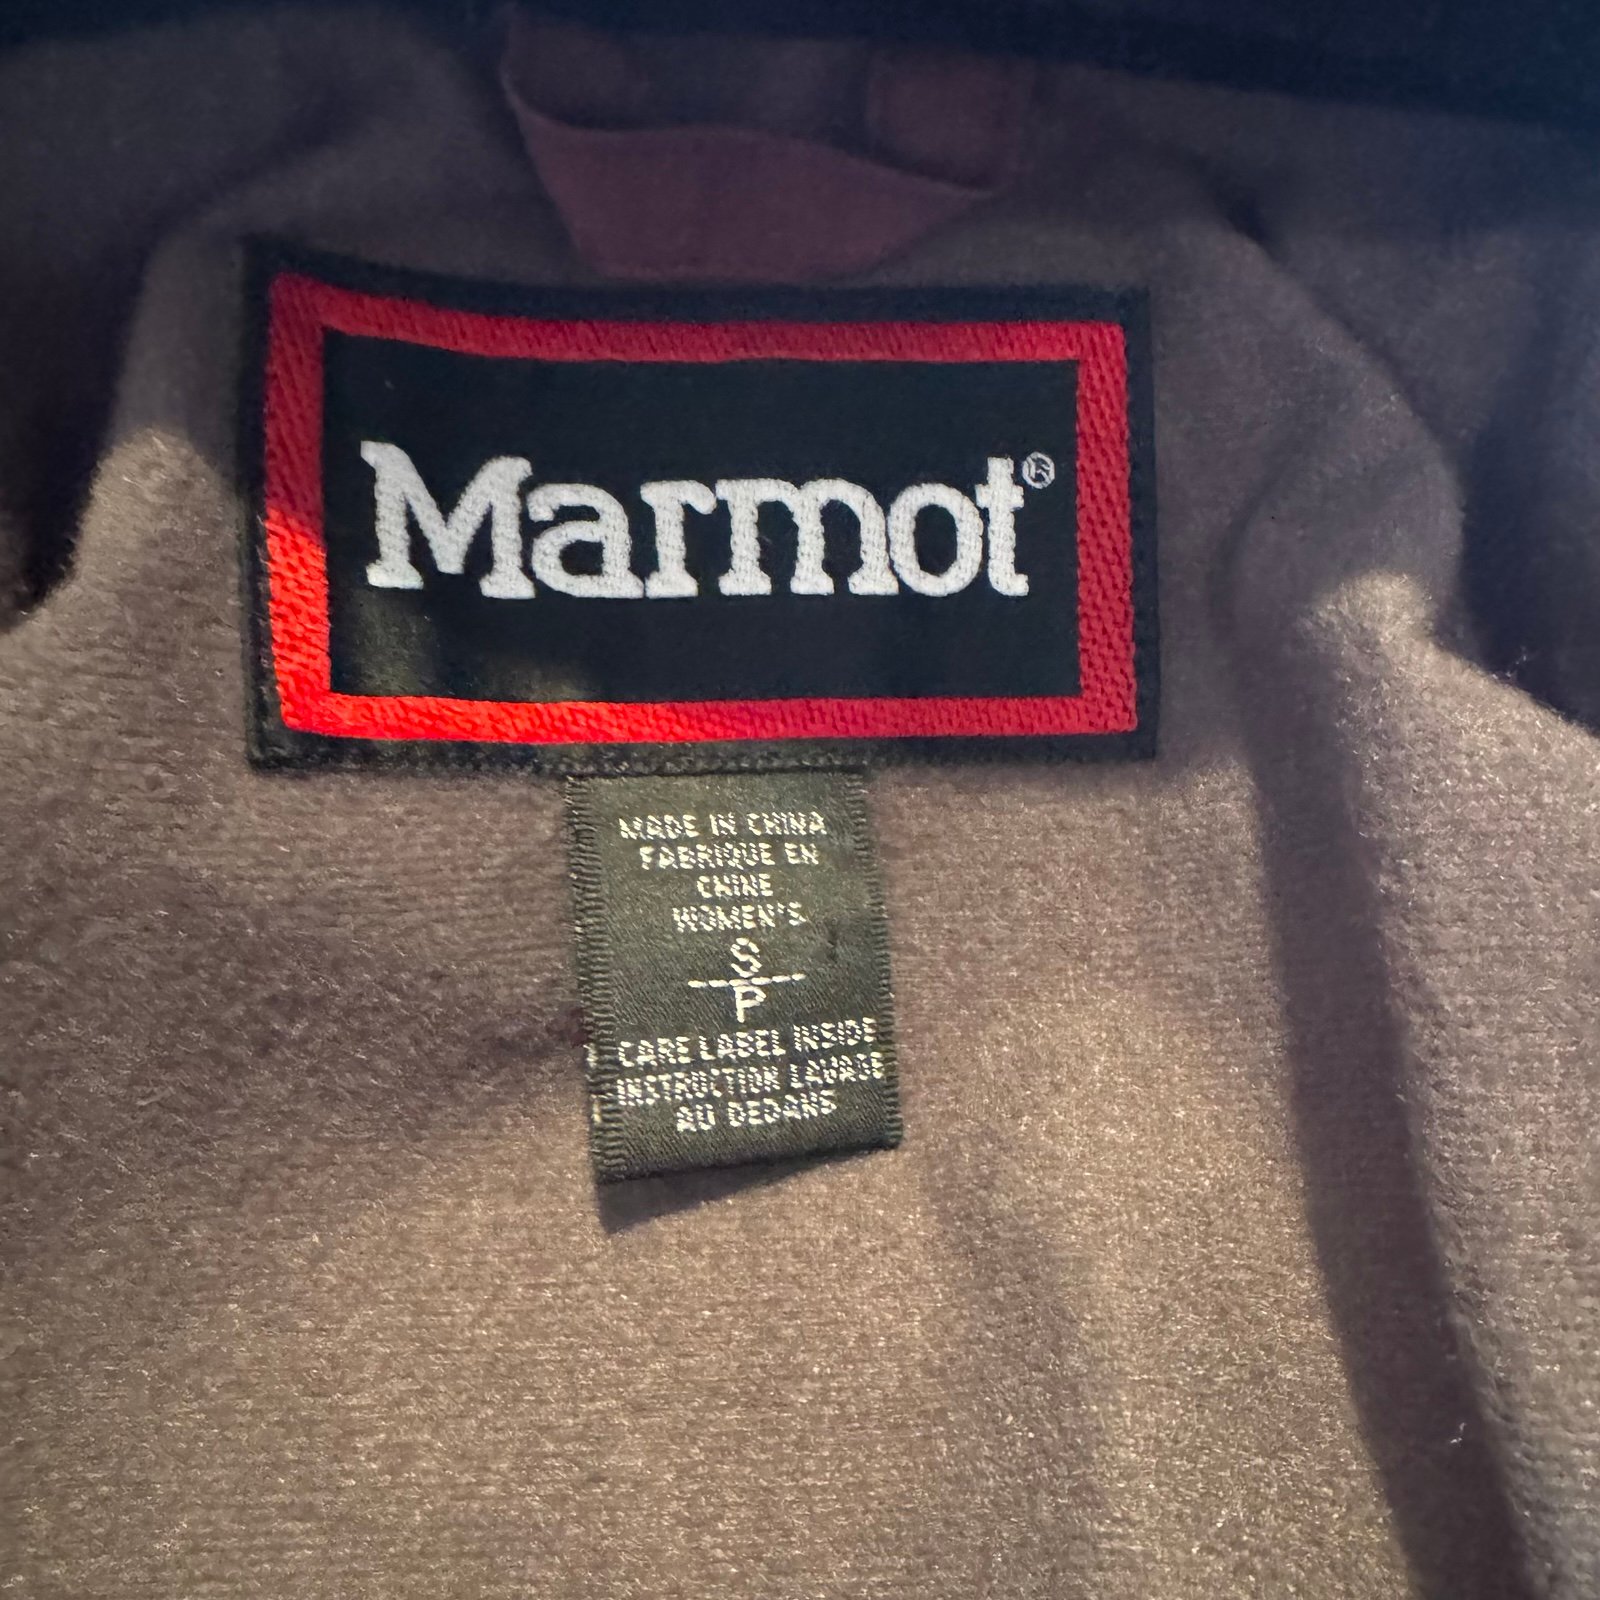 Marmot®
MADE IN CHINA
FABRIQUE EN
CHINE
WOMEN'S
S
P
CARE LABEL INSIDE
INSTRUCTION LAVAGE
AU DEDANS